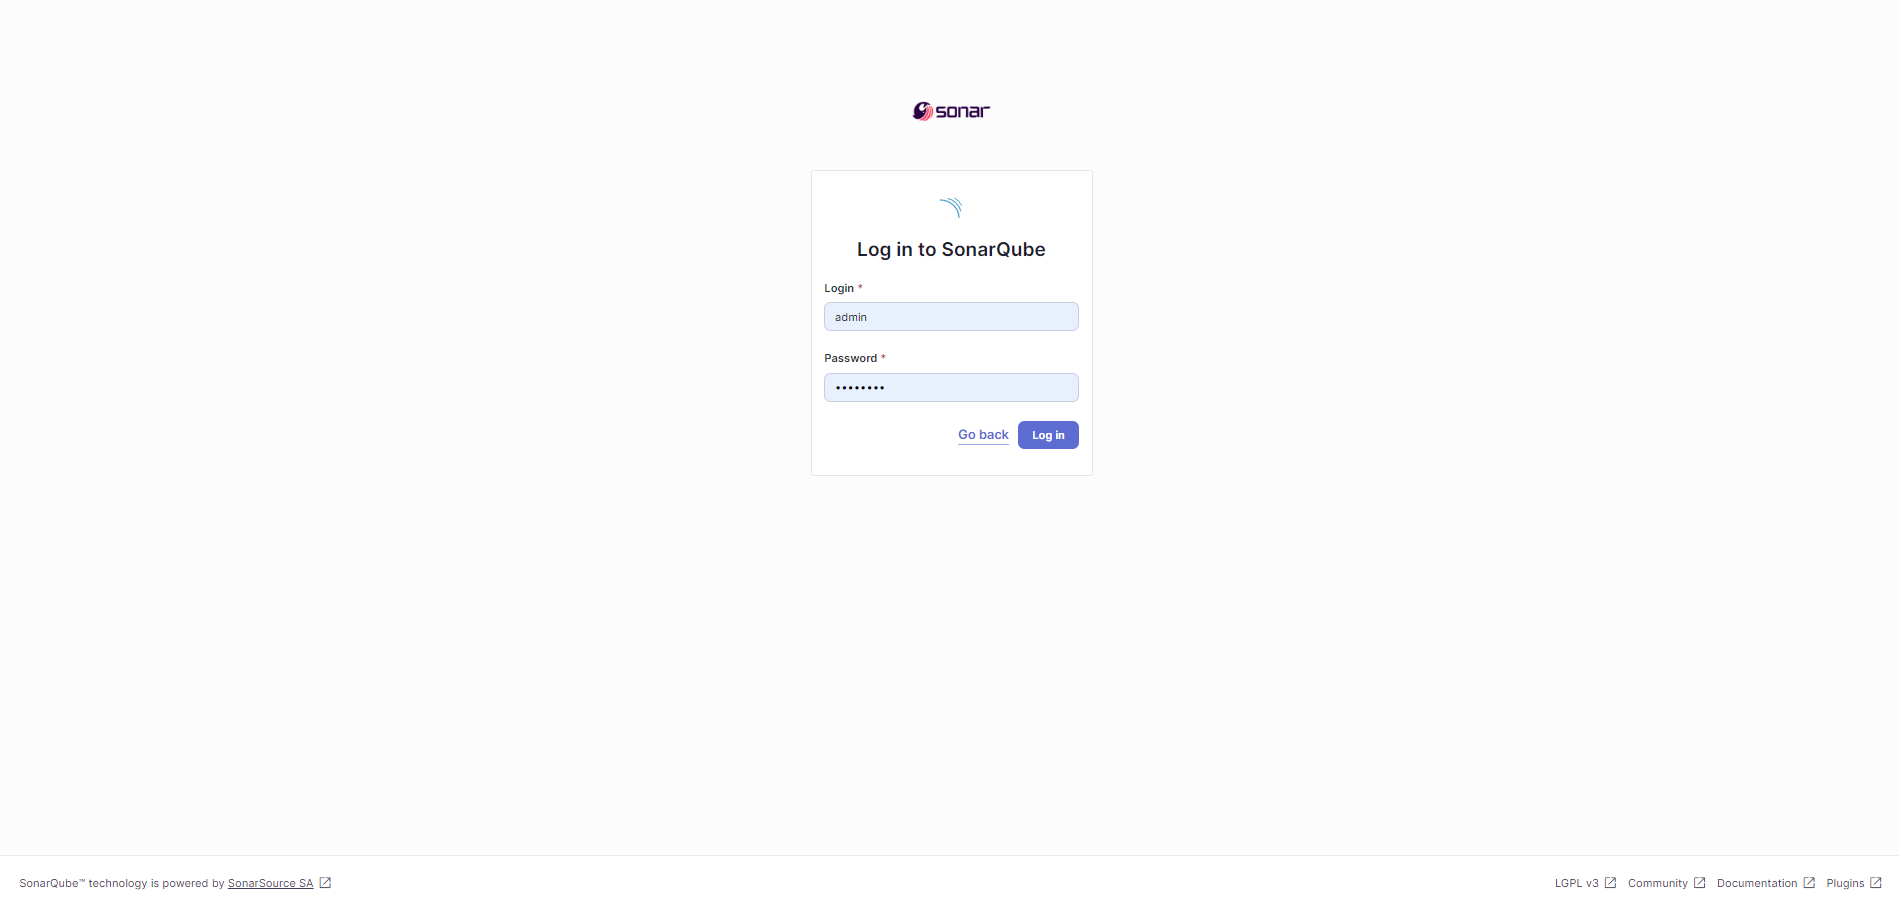 sonar
Log in to SonarQube
Login *
admin
Password *
••••••••
Go back Log in
SonarQube™ technology is powered by SonarSource SA
LGPL v3 Community Documentation Plugins